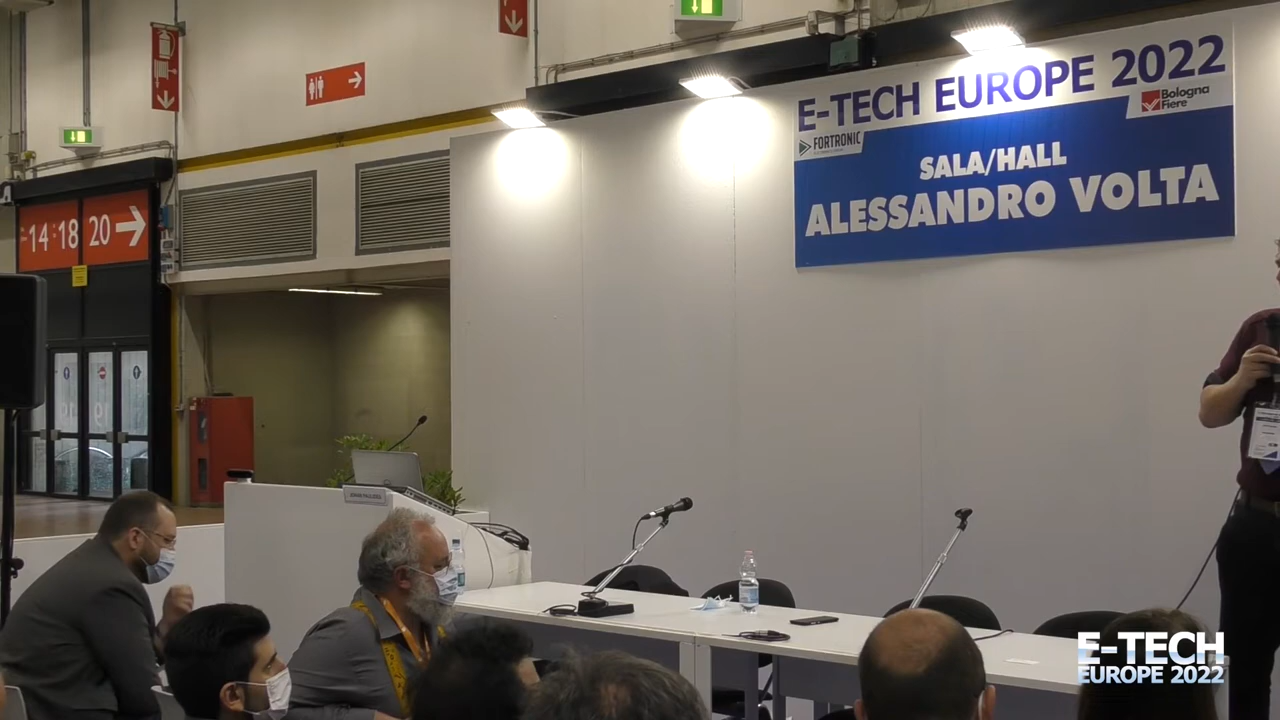 E-TECH EUROPE 2022
FORTRONIC
Bologna
Fiere
SALA/HALL
ALESSANDRO VOLTA
14 18
20
E-TECH
EUROPE 2022